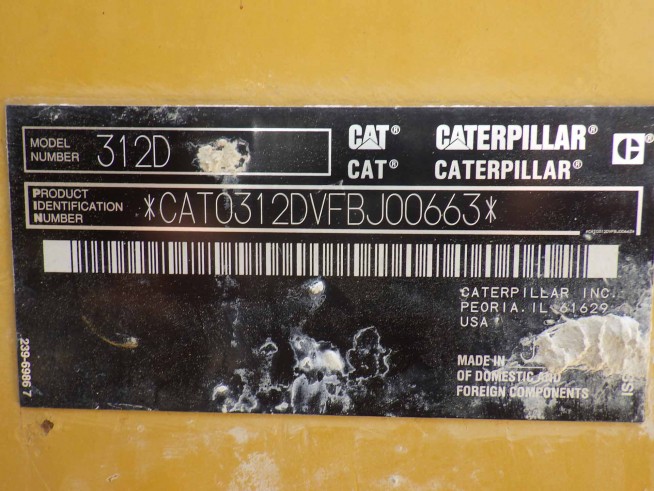 MODEL NUMBER 312D
CAT® CATERPILLAR®
CAT® CATERPILLAR®
PRODUCT IDENTIFICATION NUMBER *CAT0312DVFBJ00663*
CATERPILLAR INC.
PEORIA, IL 61629
USA
MADE IN
OF DOMESTIC AND
FOREIGN COMPONENTS
239-6986 7